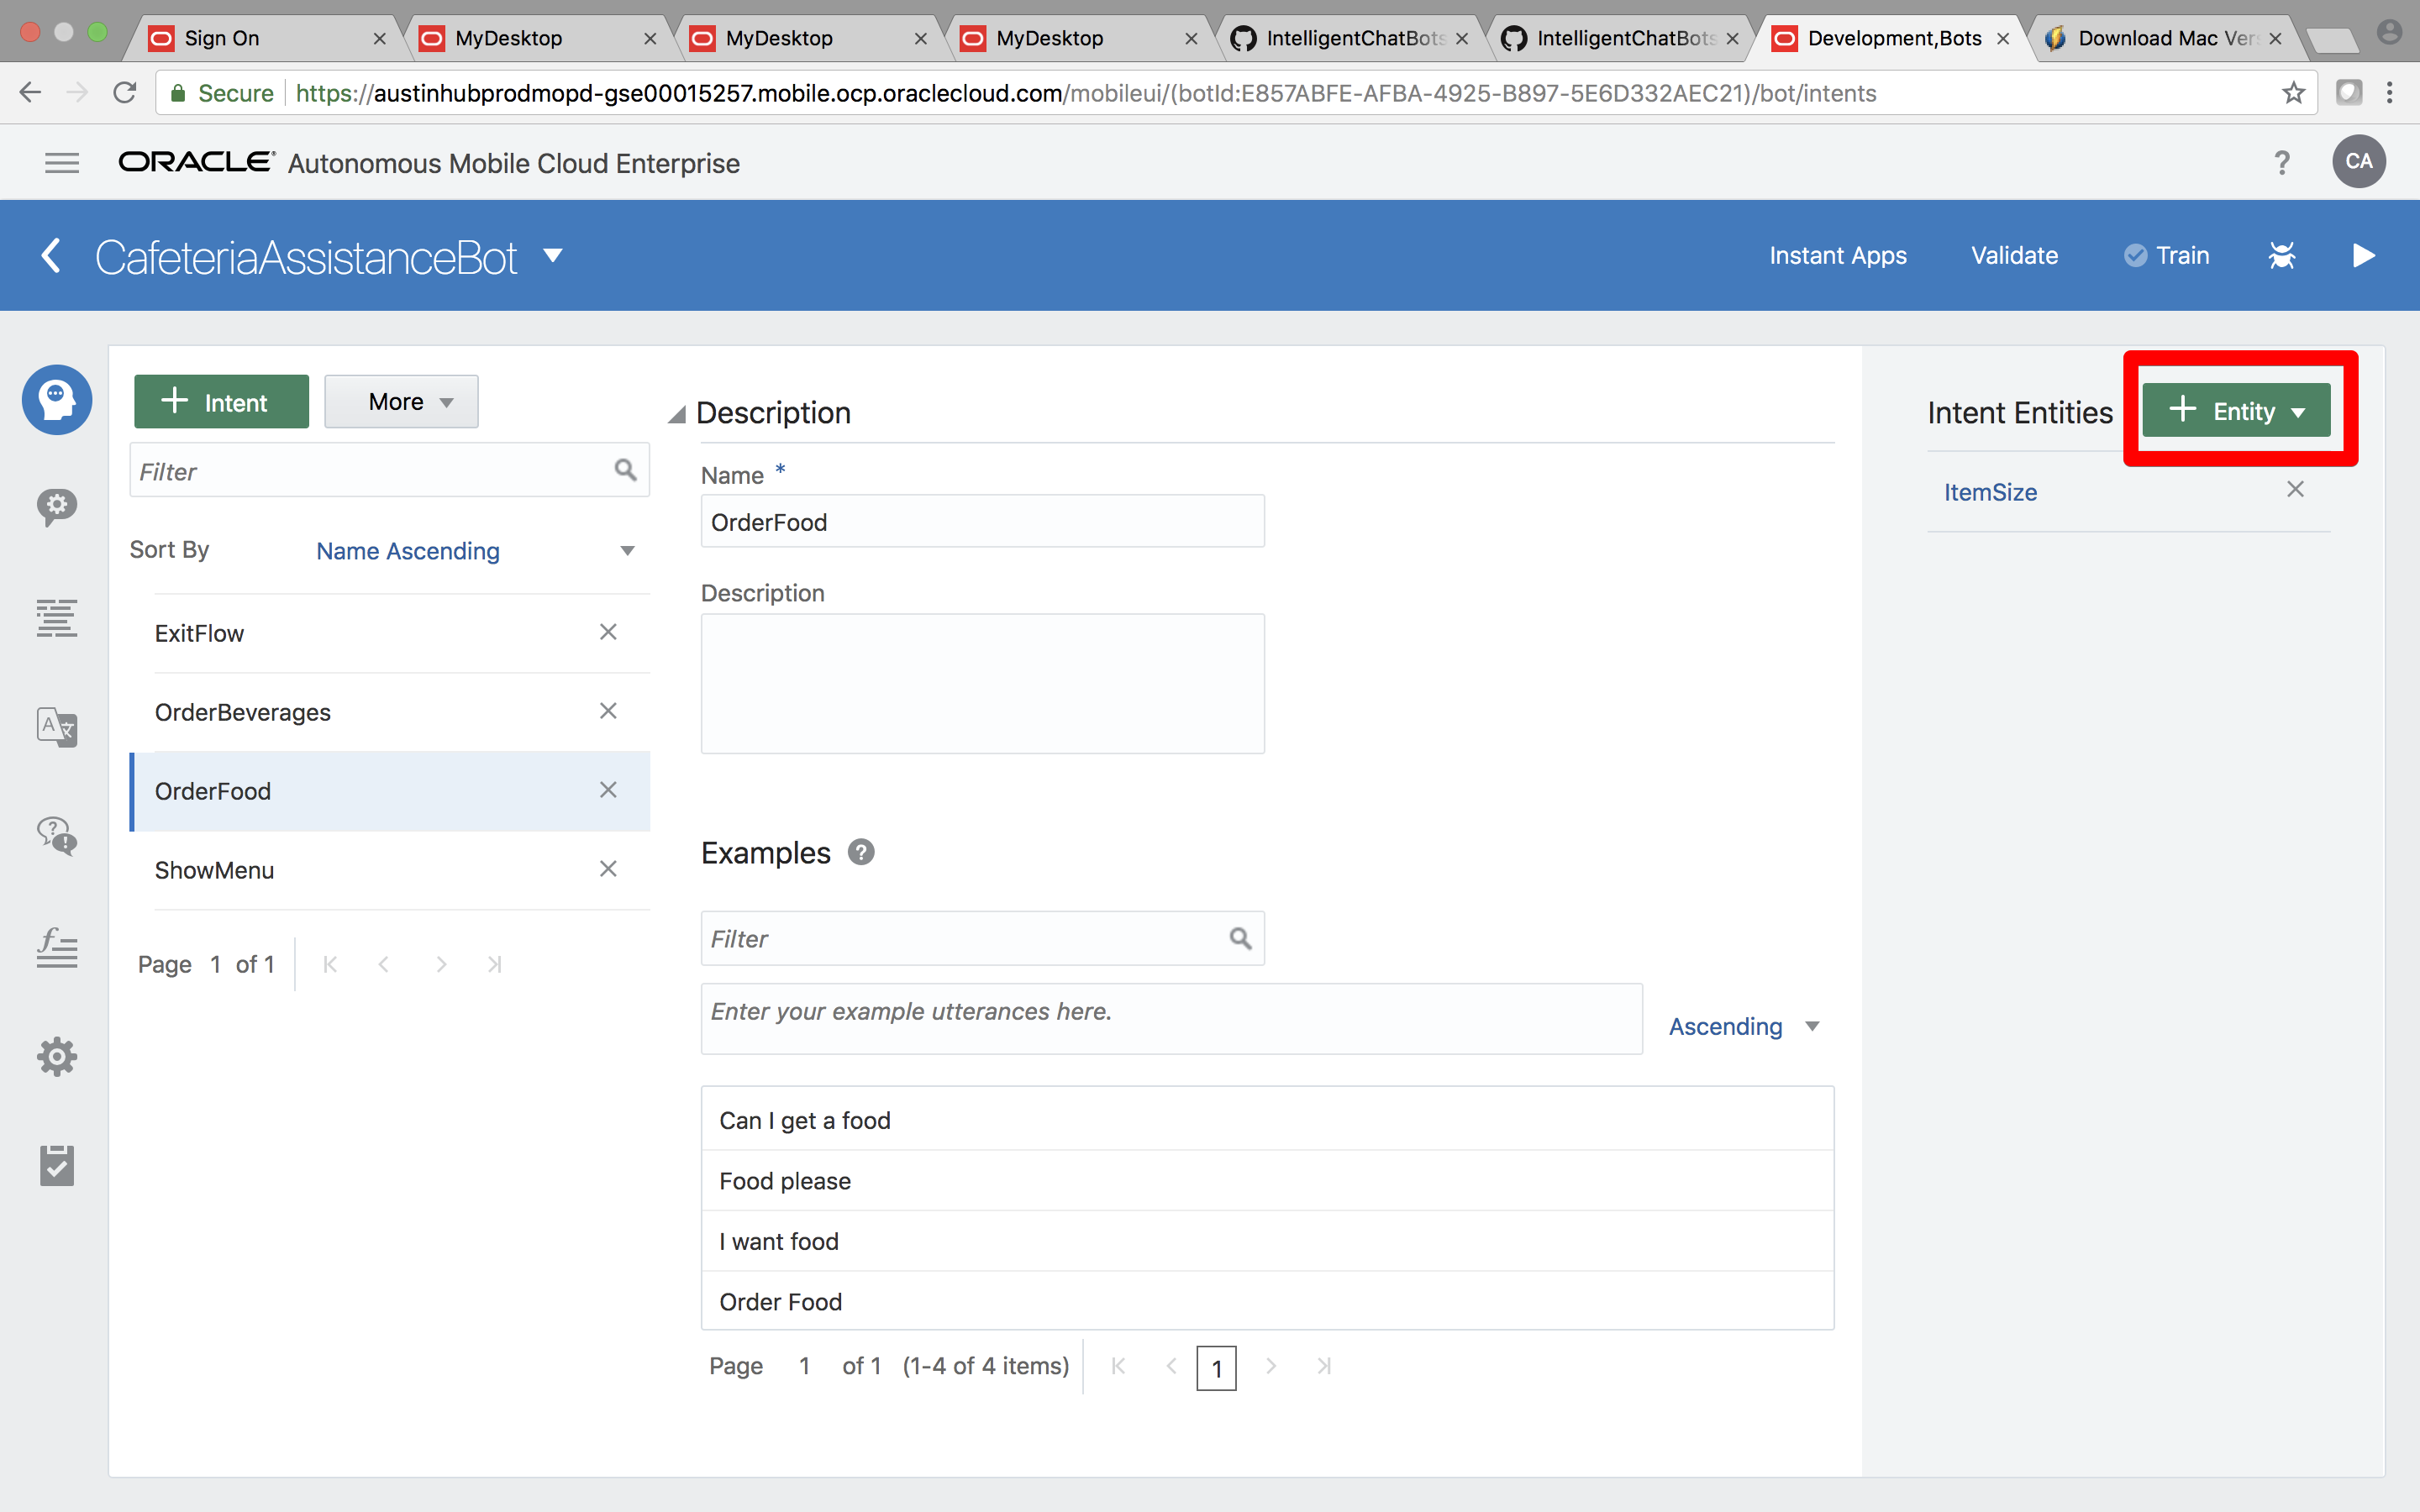 Sign On
MyDesktop
MyDesktop
MyDesktop
IntelligentChatBots
IntelligentChatBots
Development,Bots
Download Mac Ver
Secure https://austinhubprodmopd-gse00015257.mobile.ocp.oraclecloud.com/mobileui/(botId:E857ABFE-AFBA-4925-B897-5E6D332AEC21)/bot/intents
ORACLE Autonomous Mobile Cloud Enterprise
? CA
CafeteriaAssistanceBot
Instant Apps Validate Train
Intent More
Filter
Sort By Name Ascending
ExitFlow
OrderBeverages
OrderFood
ShowMenu
Page 1 of 1
Description
Name *
OrderFood
Description
Examples ?
Filter
Enter your example utterances here.
Ascending
Can I get a food
Food please
I want food
Order Food
Page 1 of 1 (1-4 of 4 items) 1
Intent Entities Entity
ItemSize